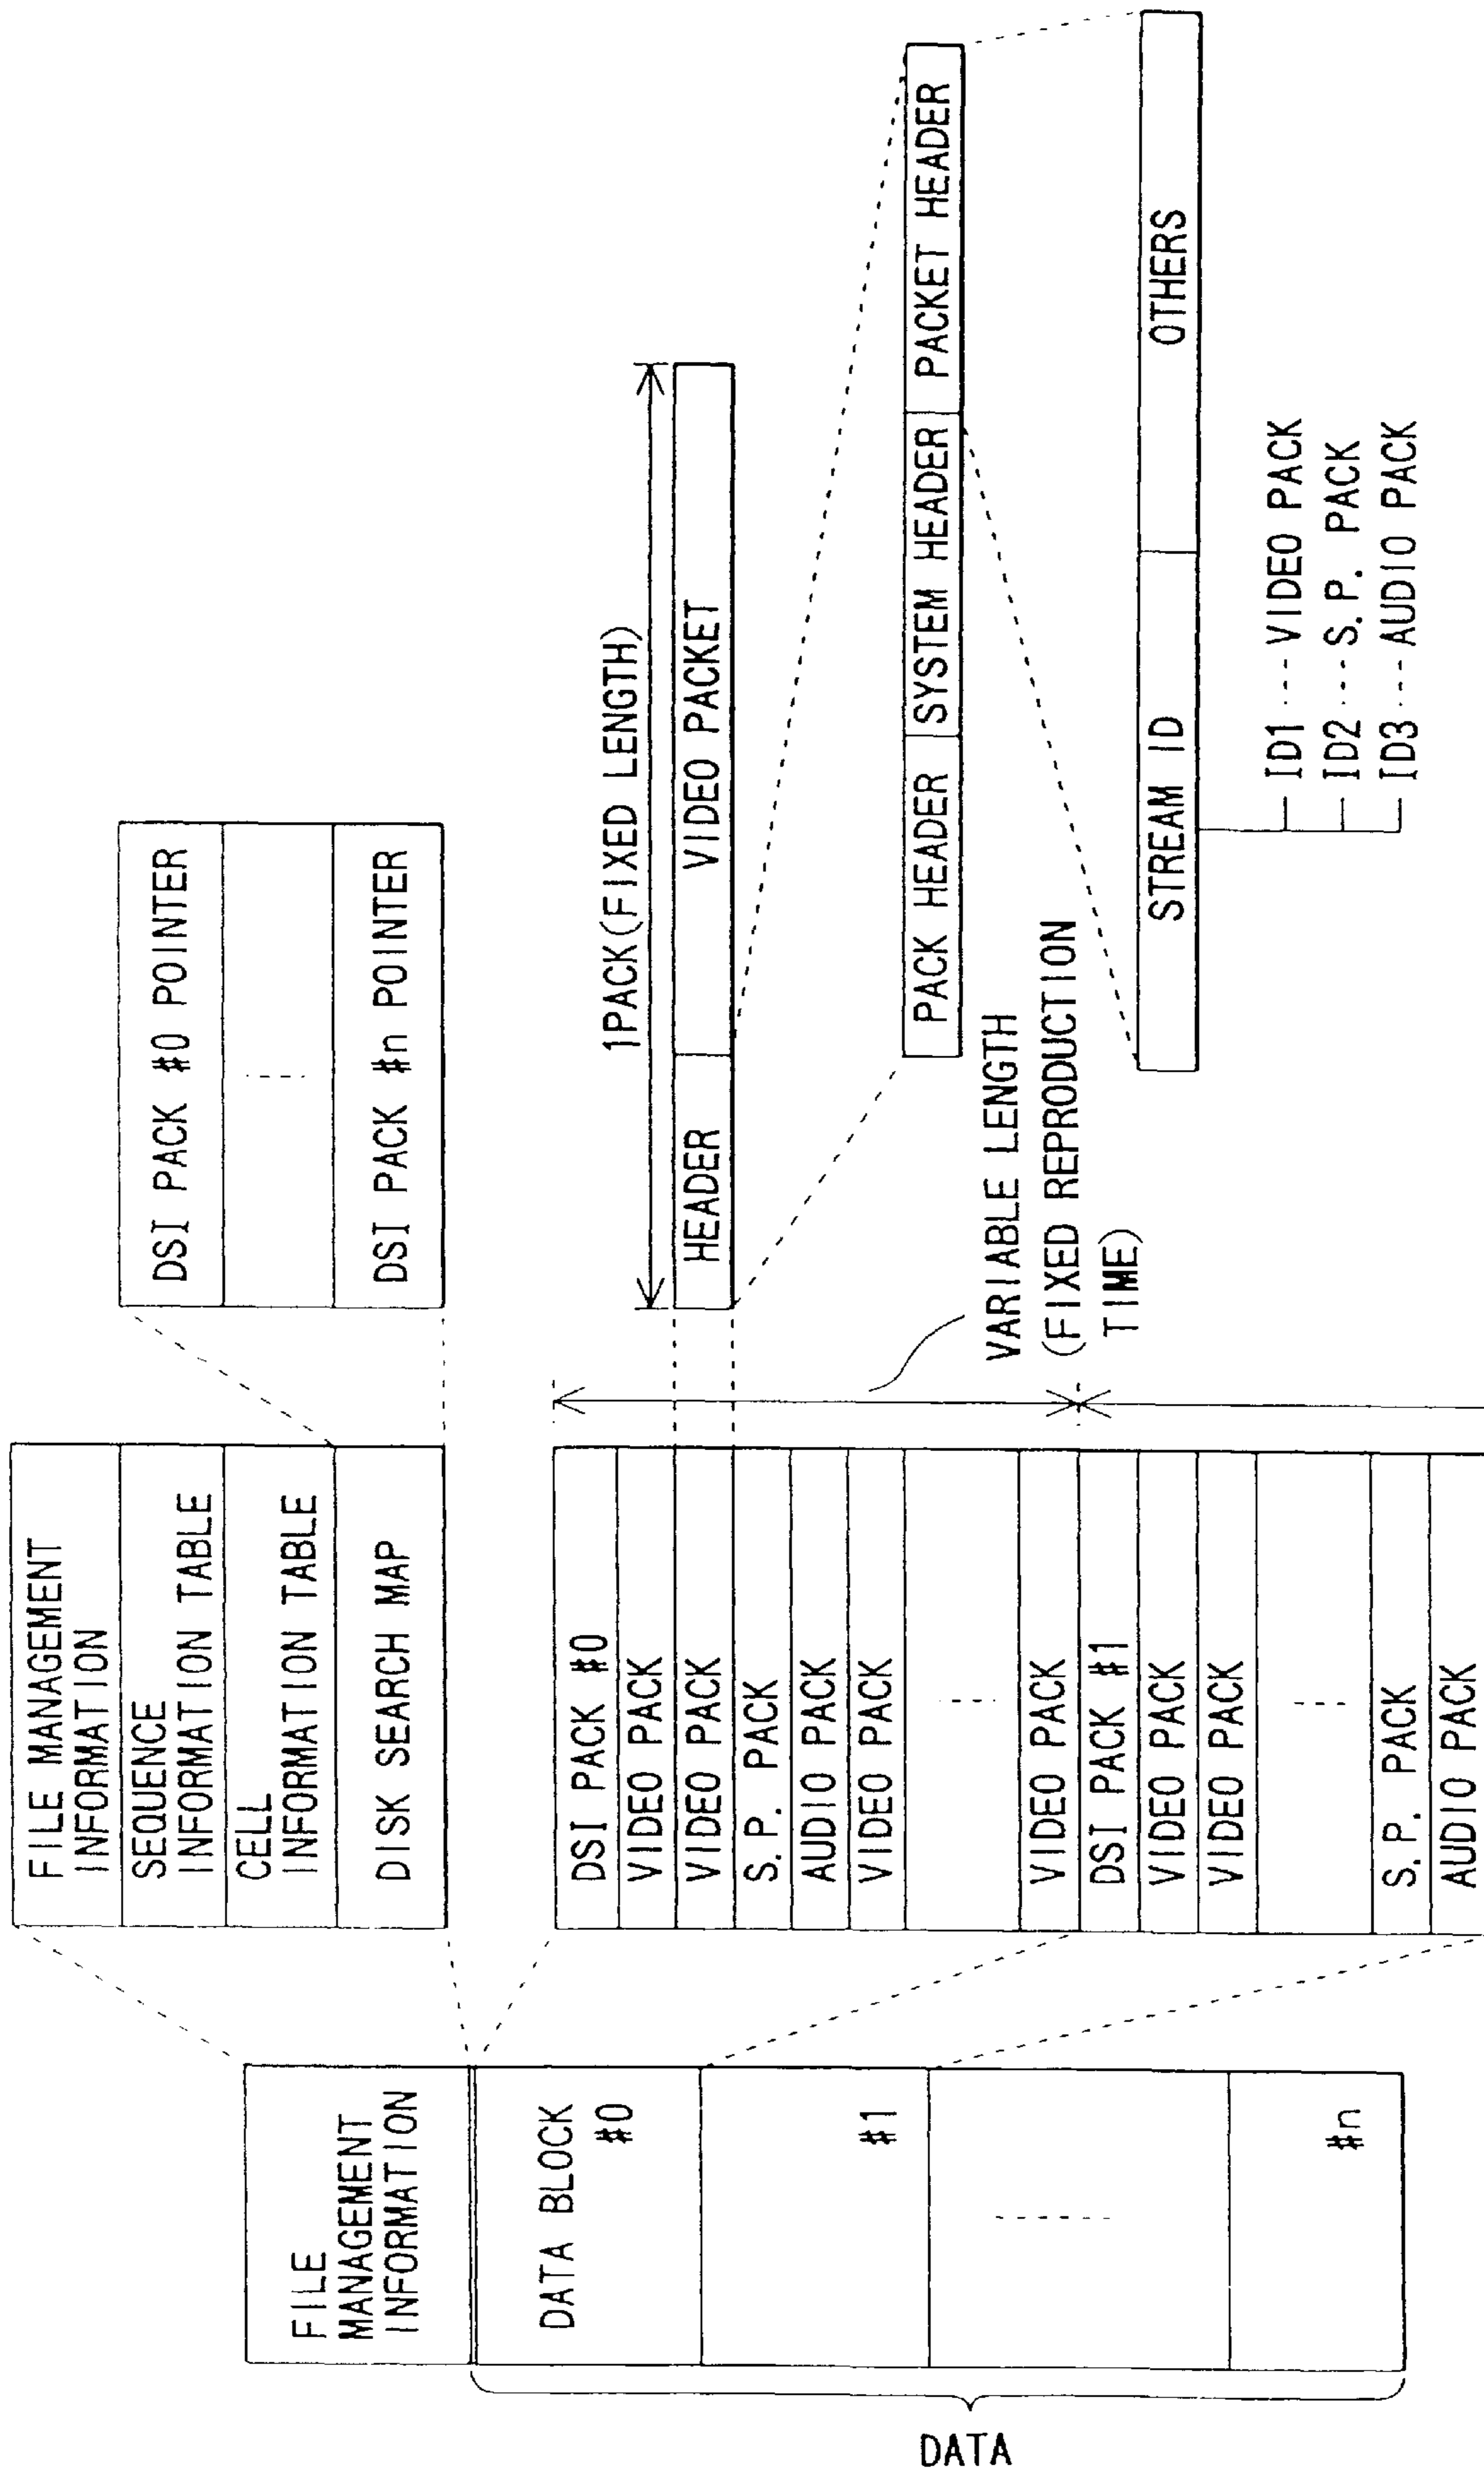 FILE
MANAGEMENT
INFORMATION
DATA BLOCK
#0
#1
#n
DATA
FILE MANAGEMENT
INFORMATION
SEQUENCE
INFORMATION TABLE
CELL
INFORMATION TABLE
DISK SEARCH MAP
DSI PACK #0 POINTER
DSI PACK #n POINTER
DSI PACK #0
VIDEO PACK
VIDEO PACK
S.P. PACK
AUDIO PACK
VIDEO PACK
VIDEO PACK
DSI PACK #1
VIDEO PACK
VIDEO PACK
S.P. PACK
AUDIO PACK
VARIABLE LENGTH
(FIXED REPRODUCTION
TIME)
1PACK(FIXED LENGTH)
HEADER VIDEO PACKET
PACK HEADER SYSTEM HEADER PACKET HEADER
STREAM ID OTHERS
ID1 ---- VIDEO PACK
ID2 ---- S.P. PACK
ID3 --- AUDIO PACK